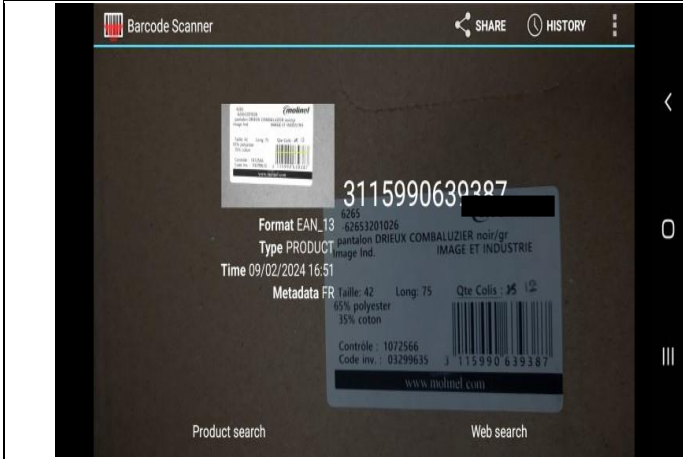 Barcode Scanner
SHARE
HISTORY
molinel
3115990639387
Format EAN_13
Type PRODUCT
Time 09/02/2024 16:51
Metadata FR
6265
-62653201026
pantalon DRIEUX COMBALUZIER noir/gr
Image Ind. IMAGE ET INDUSTRIE
Taille: 42 Long: 75 Qte Colis : 12
65% polyester
35% coton
Contrôle : 1072566
Code inv. : 03299635 3 115990 639387
www.molinel.com
Product search
Web search